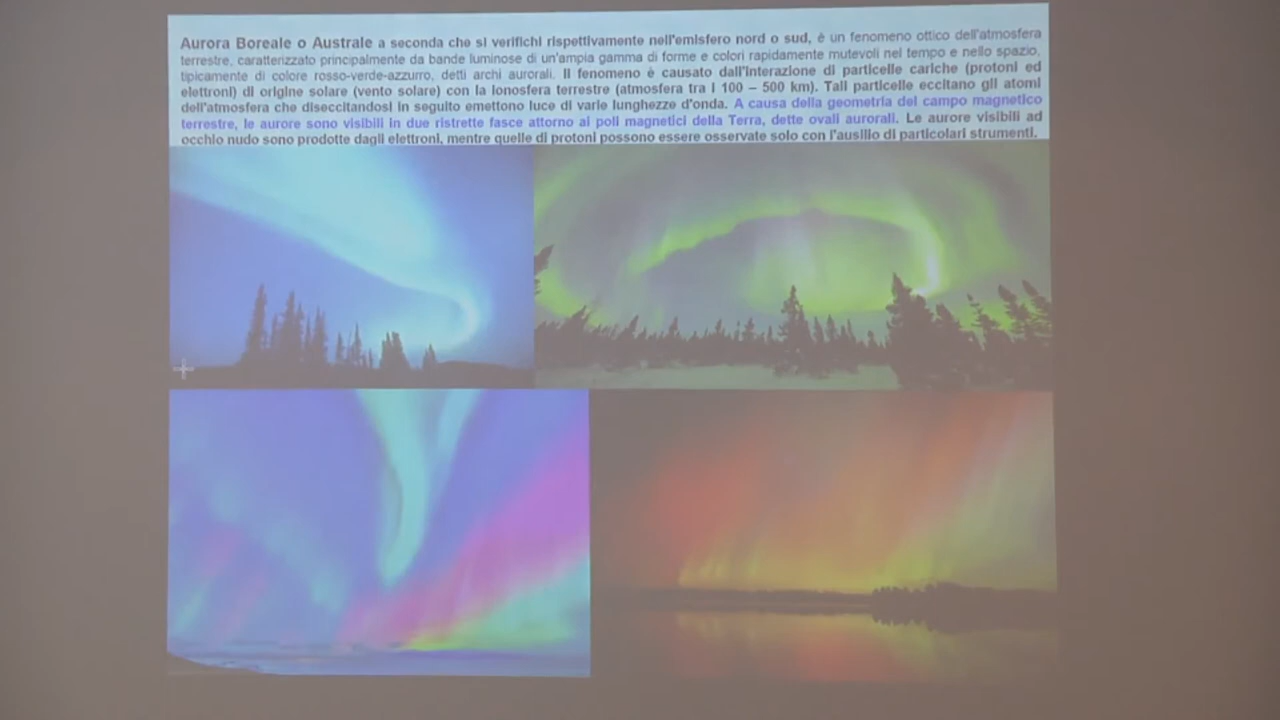 Aurora Boreale o Australe a seconda che si verifichi rispettivamente nell'emisfero nord o sud, è un fenomeno ottico dell'atmosfera
terrestre, caratterizzato principalmente da bande luminose di un'ampia gamma di forme e colori rapidamente mutevoli nel tempo e nello spazio,
tipicamente di colore rosso-verde-azzurro, detti archi aurorali. Il fenomeno è causato dall'interazione di particelle cariche (protoni ed
elettroni) di origine solare (vento solare) con la ionosfera terrestre (atmosfera tra i 100 – 500 km). Tali particelle eccitano gli atomi
dell'atmosfera che diseccitandosi in seguito emettono luce di varie lunghezze d'onda. A causa della geometria del campo magnetico
terrestre, le aurore sono visibili in due ristrette fasce attorno ai poli magnetici della Terra, dette ovali aurorali. Le aurore visibili ad
occhio nudo sono prodotte dagli elettroni, mentre quelle di protoni possono essere osservate solo con l'ausilio di particolari strumenti.